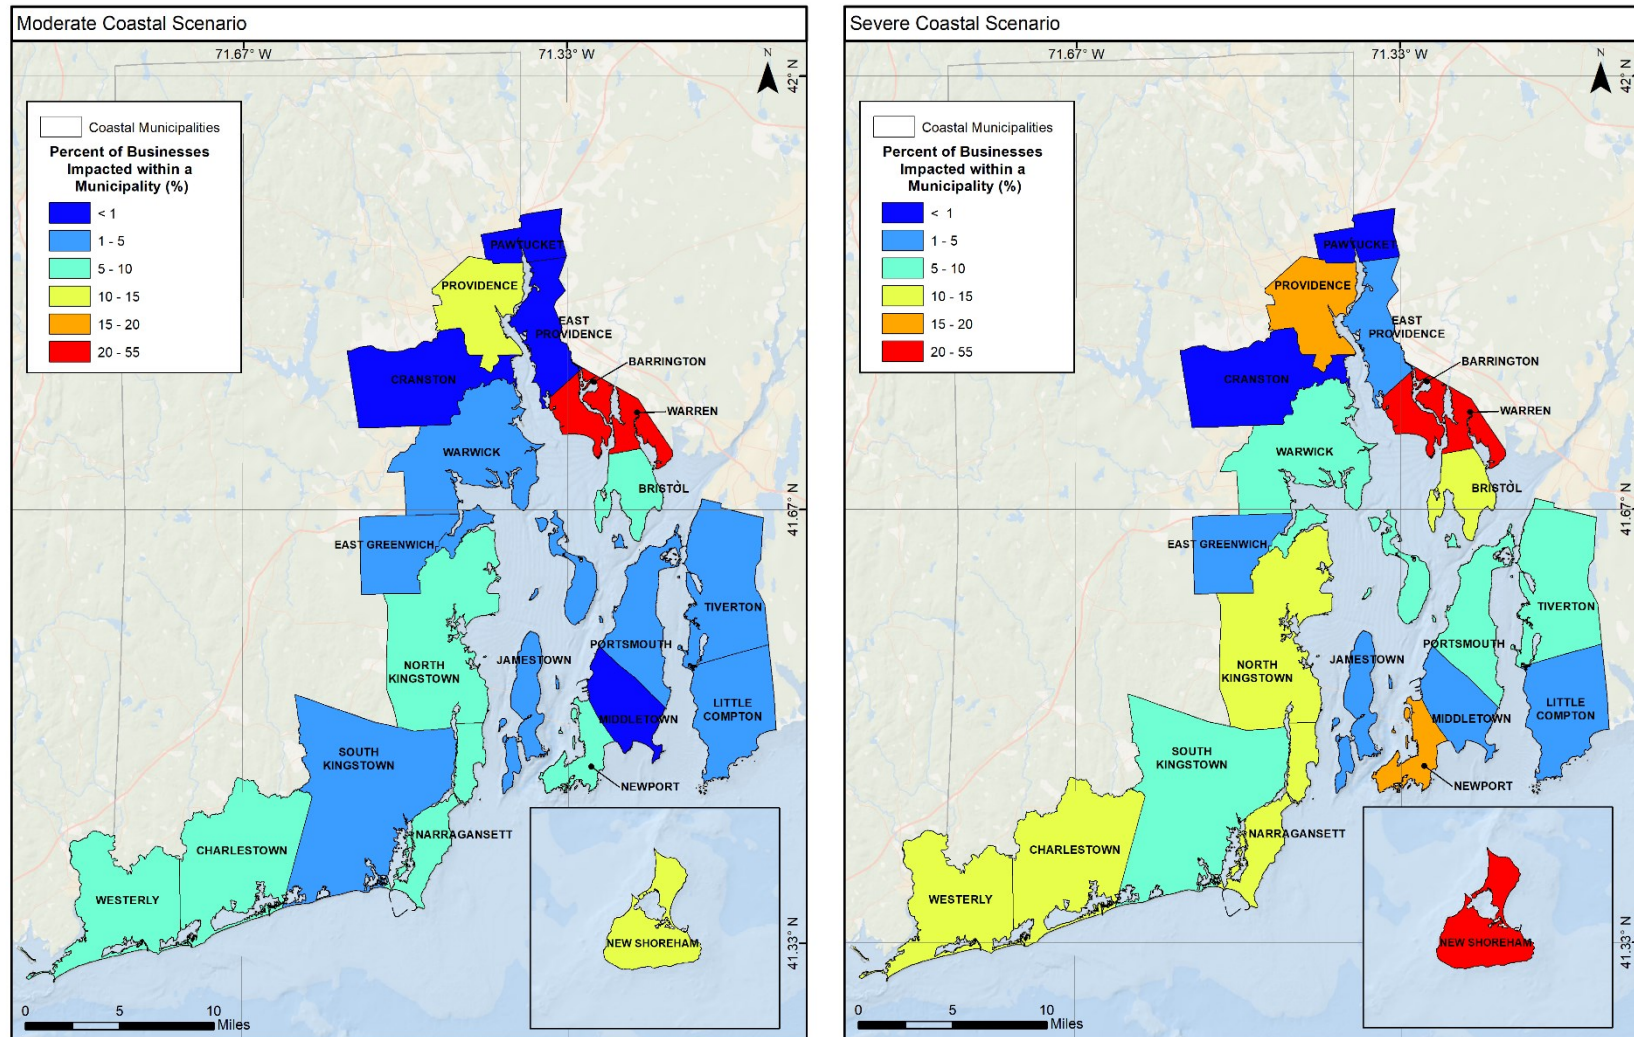 Moderate Coastal Scenario
71.67° W
71.33° W
N
42° N
Coastal Municipalities
Percent of Businesses
Impacted within a
Municipality (%)
< 1
1 - 5
5 - 10
10 - 15
15 - 20
20 - 55
PAWTUCKET
PROVIDENCE
EAST
PROVIDENCE
BARRINGTON
CRANSTON
WARREN
WARWICK
BRISTOL
41.67° N
EAST GREENWICH
TIVERTON
PORTSMOUTH
JAMESTOWN
NORTH
KINGSTOWN
LITTLE
COMPTON
MIDDLETOWN
SOUTH
KINGSTOWN
NEWPORT
NARRAGANSETT
CHARLESTOWN
WESTERLY
NEW SHOREHAM
41.33° N
0 5 10
Miles
Severe Coastal Scenario
71.67° W
71.33° W
N
42° N
Coastal Municipalities
Percent of Businesses
Impacted within a
Municipality (%)
< 1
1 - 5
5 - 10
10 - 15
15 - 20
20 - 55
PAWTUCKET
PROVIDENCE
EAST
PROVIDENCE
BARRINGTON
CRANSTON
WARREN
WARWICK
BRISTOL
41.67° N
EAST GREENWICH
TIVERTON
PORTSMOUTH
JAMESTOWN
NORTH
KINGSTOWN
LITTLE
COMPTON
MIDDLETOWN
SOUTH
KINGSTOWN
NEWPORT
NARRAGANSETT
CHARLESTOWN
WESTERLY
NEW SHOREHAM
41.33° N
0 5 10
Miles